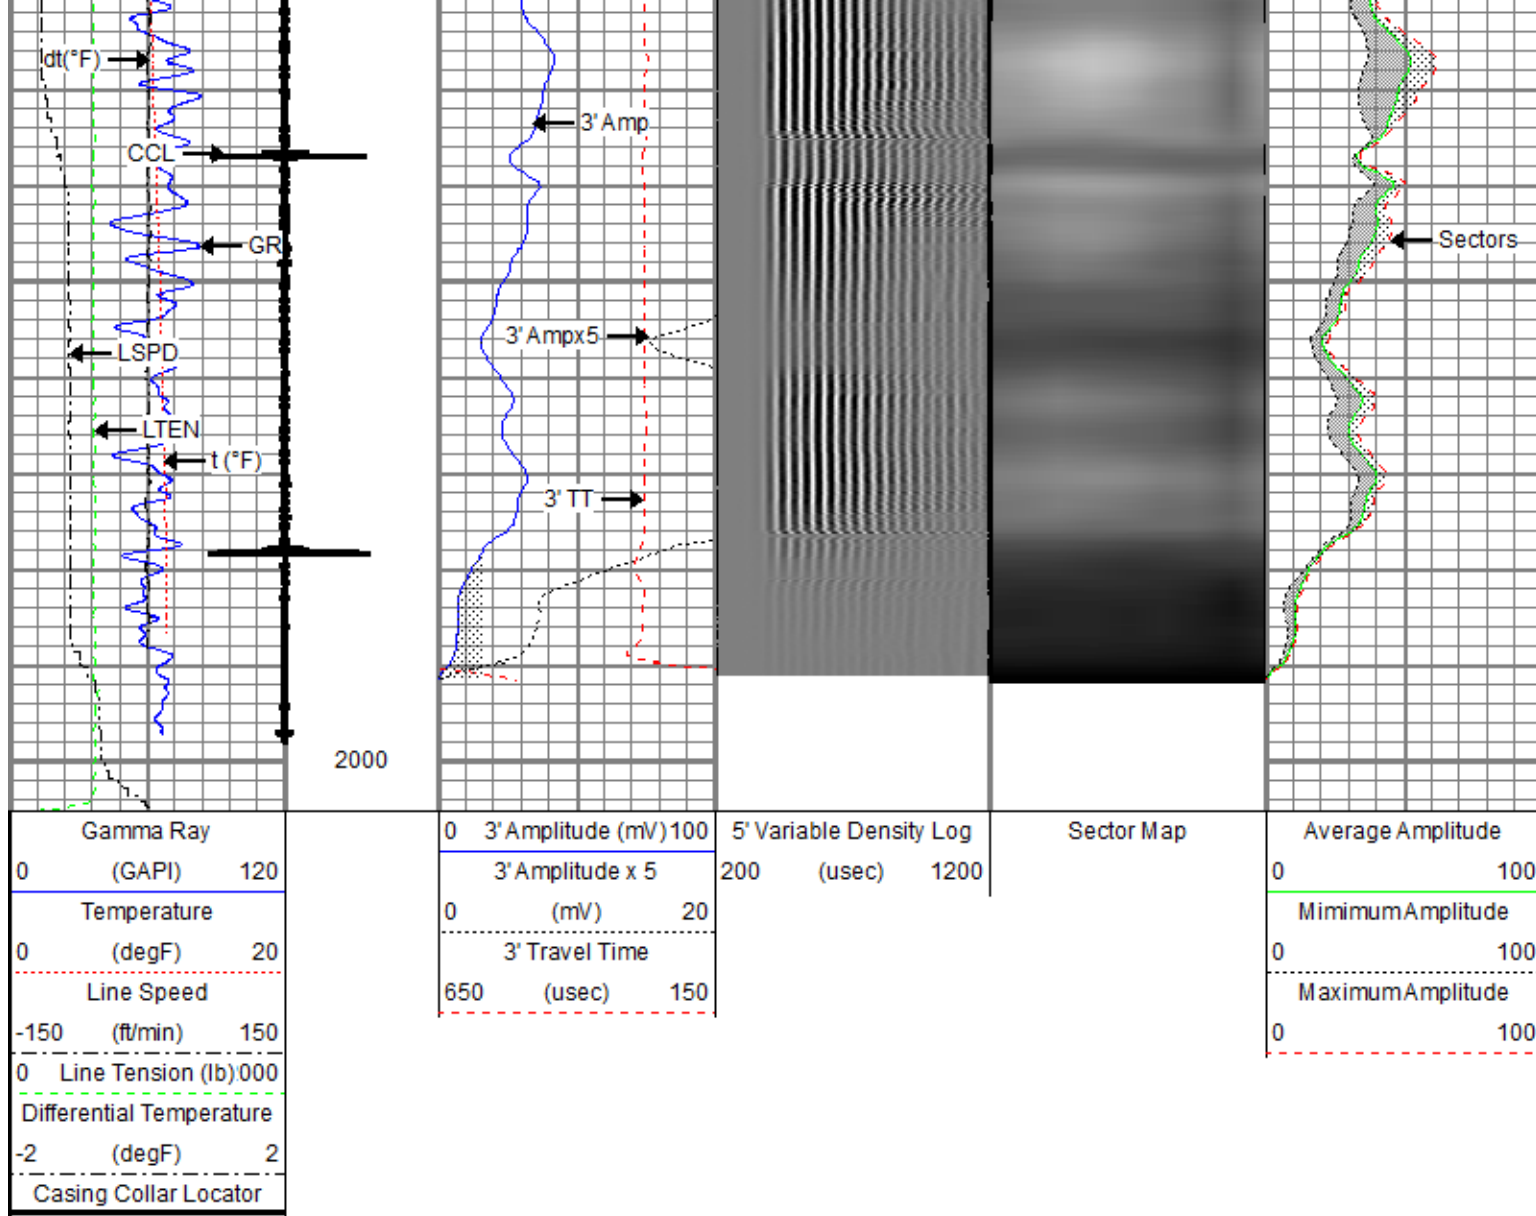 dt(°F)
3' Amp
CCL
GR
Sectors
3' Ampx5
LSPD
LTEN
t (°F)
3' TT
2000
Gamma Ray
0 (GAPI) 120
Temperature
0 (degF) 20
Line Speed
-150 (ft/min) 150
0 Line Tension (lb) 000
Differential Temperature
-2 (degF) 2
Casing Collar Locator
0 3' Amplitude (mV) 100
3' Amplitude x 5
0 (mV) 20
3' Travel Time
650 (usec) 150
5' Variable Density Log
200 (usec) 1200
Sector Map
Average Amplitude
0 100
Mimimum Amplitude
0 100
Maximum Amplitude
0 100